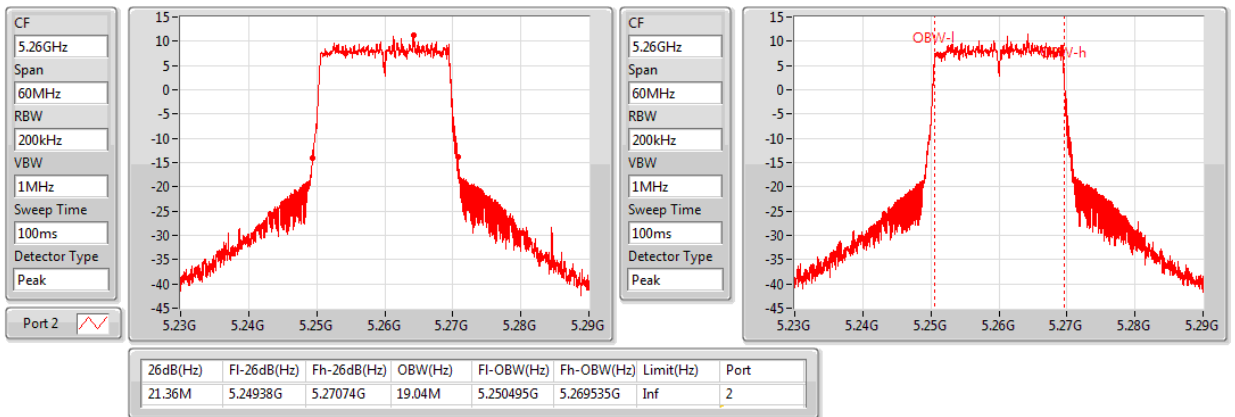 CF
5.26GHz
Span
60MHz
RBW
200kHz
VBW
1MHz
Sweep Time
100ms
Detector Type
Peak
Port 2
15
10
5
0
-5
-10
-15
-20
-25
-30
-35
-40
-45
5.23G 5.24G 5.25G 5.26G 5.27G 5.28G 5.29G
CF
5.26GHz
Span
60MHz
RBW
200kHz
VBW
1MHz
Sweep Time
100ms
Detector Type
Peak
15
10
5
0
-5
-10
-15
-20
-25
-30
-35
-40
-45
OBW-l
OBW-h
5.23G 5.24G 5.25G 5.26G 5.27G 5.28G 5.29G
26dB(Hz) Fl-26dB(Hz) Fh-26dB(Hz) OBW(Hz) Fl-OBW(Hz) Fh-OBW(Hz) Limit(Hz) Port
21.36M 5.24938G 5.27074G 19.04M 5.250495G 5.269535G Inf 2